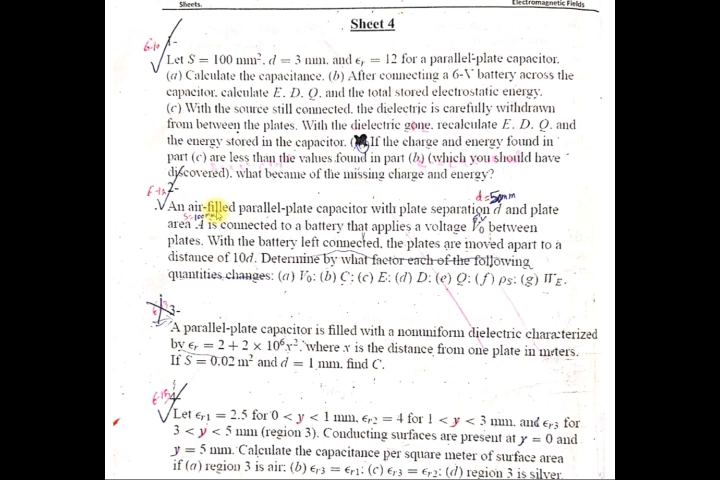 Sheets.
Electromagnetic Fields
Sheet 4
1-
Let S = 100 mm², d = 3 mm, and εr = 12 for a parallel-plate capacitor.
(a) Calculate the capacitance. (b) After connecting a 6-V battery across the
capacitor, calculate E, D, Q, and the total stored electrostatic energy.
(c) With the source still connected, the dielectric is carefully withdrawn
from between the plates. With the dielectric gone, recalculate E, D, Q, and
the energy stored in the capacitor. ( If the charge and energy found in
part (c) are less than the values found in part (b) (which you should have
discovered), what became of the missing charge and energy?
2-
d=5mm
An air-filled parallel-plate capacitor with plate separation d and plate
area A is connected to a battery that applies a voltage V₀ between
plates. With the battery left connected, the plates are moved apart to a
distance of 10d. Determine by what factor each of the following
quantities changes: (a) V₀; (b) C; (c) E; (d) D; (e) Q; (f) ρS; (g) WE.
3-
A parallel-plate capacitor is filled with a nonuniform dielectric characterized
by εr = 2 + 2 × 10⁶x², where x is the distance from one plate in meters.
If S = 0.02 m² and d = 1 mm, find C.
4-
Let εr1 = 2.5 for 0 < y < 1 mm, εr2 = 4 for 1 < y < 3 mm, and εr3 for
3 < y < 5 mm (region 3). Conducting surfaces are present at y = 0 and
y = 5 mm. Calculate the capacitance per square meter of surface area
if (a) region 3 is air; (b) εr3 = εr1; (c) εr3 = εr2; (d) region 3 is silver.